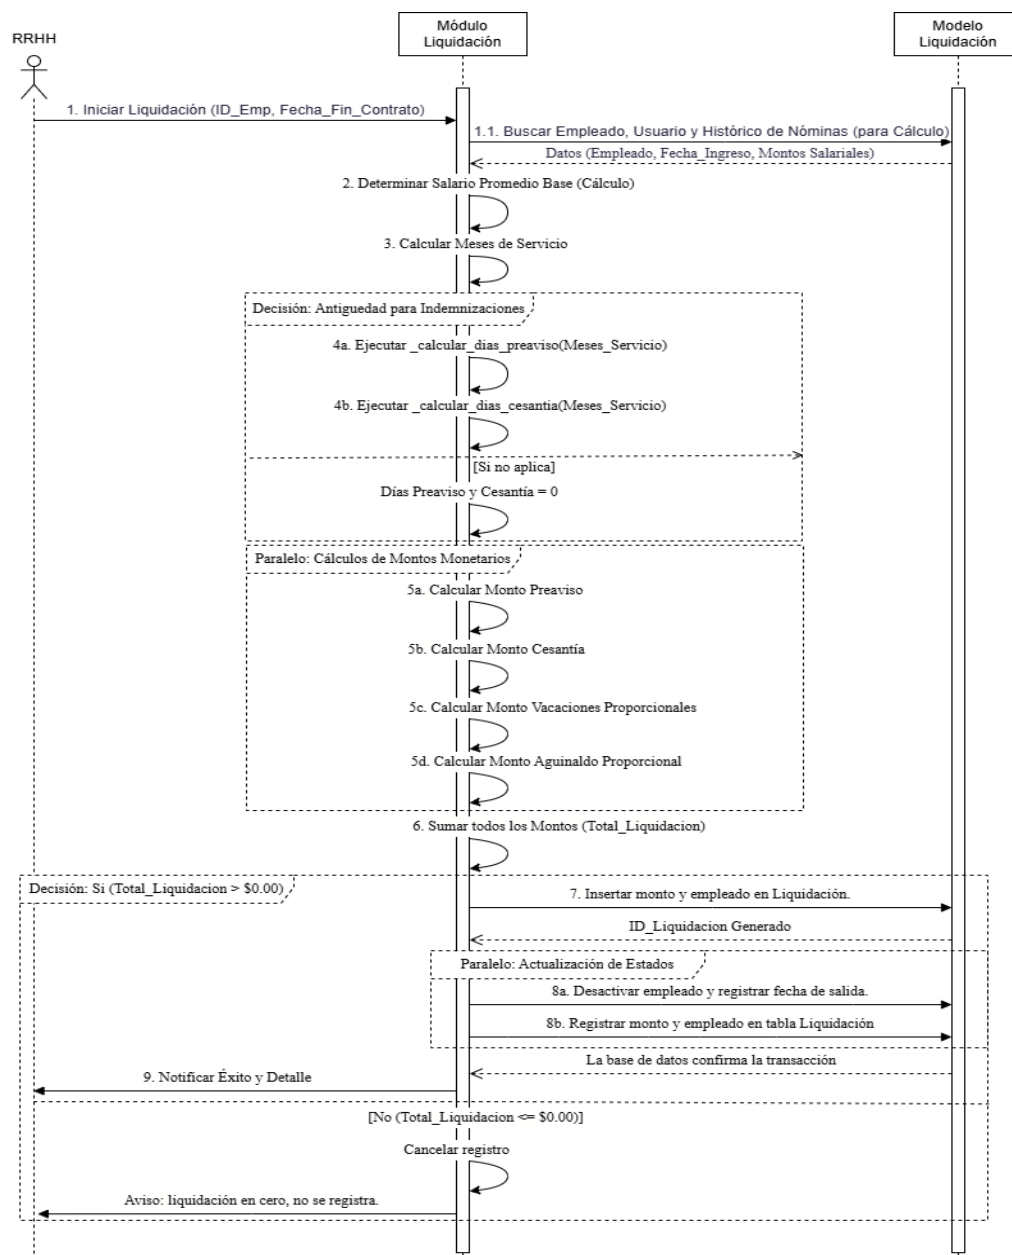 RRHH
Módulo
Liquidación
Modelo
Liquidación
1. Iniciar Liquidación (ID_Emp, Fecha_Fin_Contrato)
1.1. Buscar Empleado, Usuario y Histórico de Nóminas (para Cálculo)
Datos (Empleado, Fecha_Ingreso, Montos Salariales)
2. Determinar Salario Promedio Base (Cálculo)
3. Calcular Meses de Servicio
Decisión: Antiguedad para Indemnizaciones
4a. Ejecutar _calcular_dias_preaviso(Meses_Servicio)
4b. Ejecutar _calcular_dias_cesantia(Meses_Servicio)
[Si no aplica]
Días Preaviso y Cesantía = 0
Paralelo: Cálculos de Montos Monetarios
5a. Calcular Monto Preaviso
5b. Calcular Monto Cesantía
5c. Calcular Monto Vacaciones Proporcionales
5d. Calcular Monto Aguinaldo Proporcional
6. Sumar todos los Montos (Total_Liquidacion)
Decisión: Si (Total_Liquidacion > $0.00)
7. Insertar monto y empleado en Liquidación.
ID_Liquidacion Generado
Paralelo: Actualización de Estados
8a. Desactivar empleado y registrar fecha de salida.
8b. Registrar monto y empleado en tabla Liquidación
La base de datos confirma la transacción
9. Notificar Éxito y Detalle
[No (Total_Liquidacion <= $0.00)]
Cancelar registro
Aviso: liquidación en cero, no se registra.